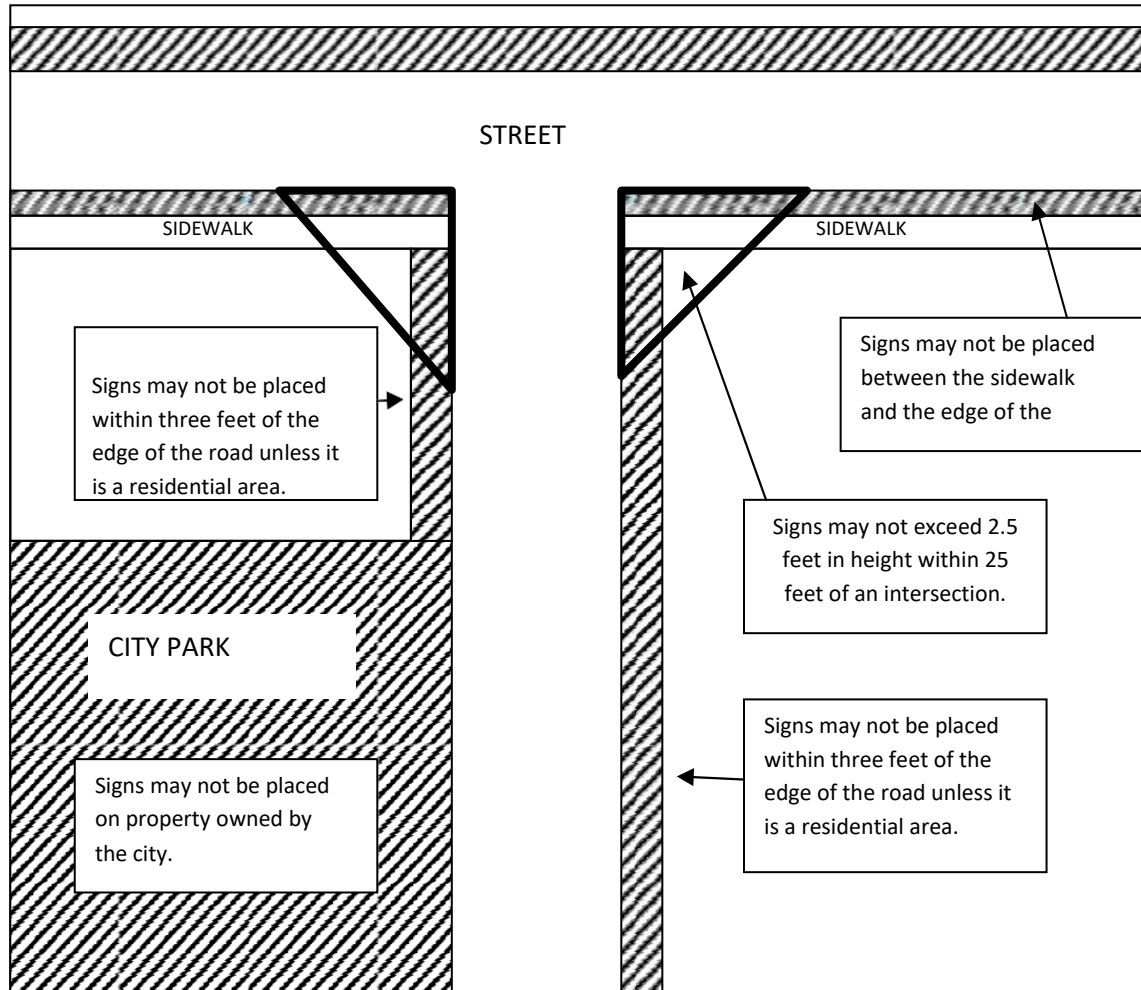 STREET
SIDEWALK
SIDEWALK
Signs may not be placed
within three feet of the
edge of the road unless it
is a residential area.
Signs may not be placed
between the sidewalk
and the edge of the
Signs may not exceed 2.5
feet in height within 25
feet of an intersection.
CITY PARK
Signs may not be placed
on property owned by
the city.
Signs may not be placed
within three feet of the
edge of the road unless it
is a residential area.